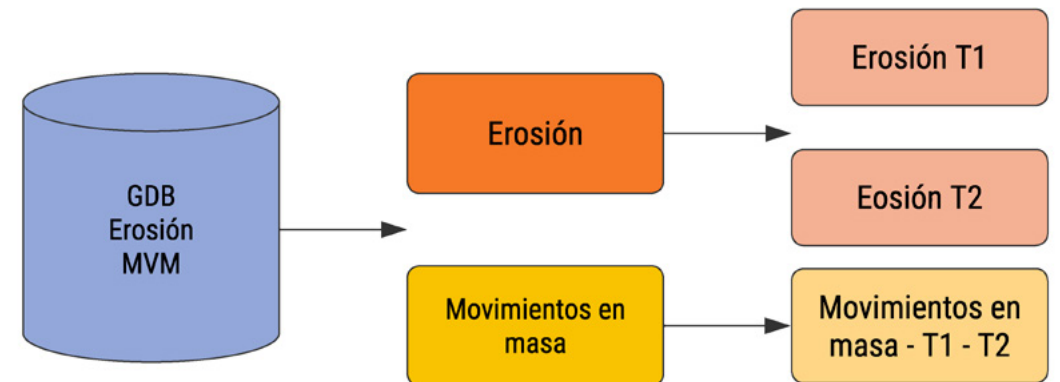 GDB
Erosión
MVM
Erosión
Movimientos en
masa
Erosión T1
Eosión T2
Movimientos en
masa - T1 - T2